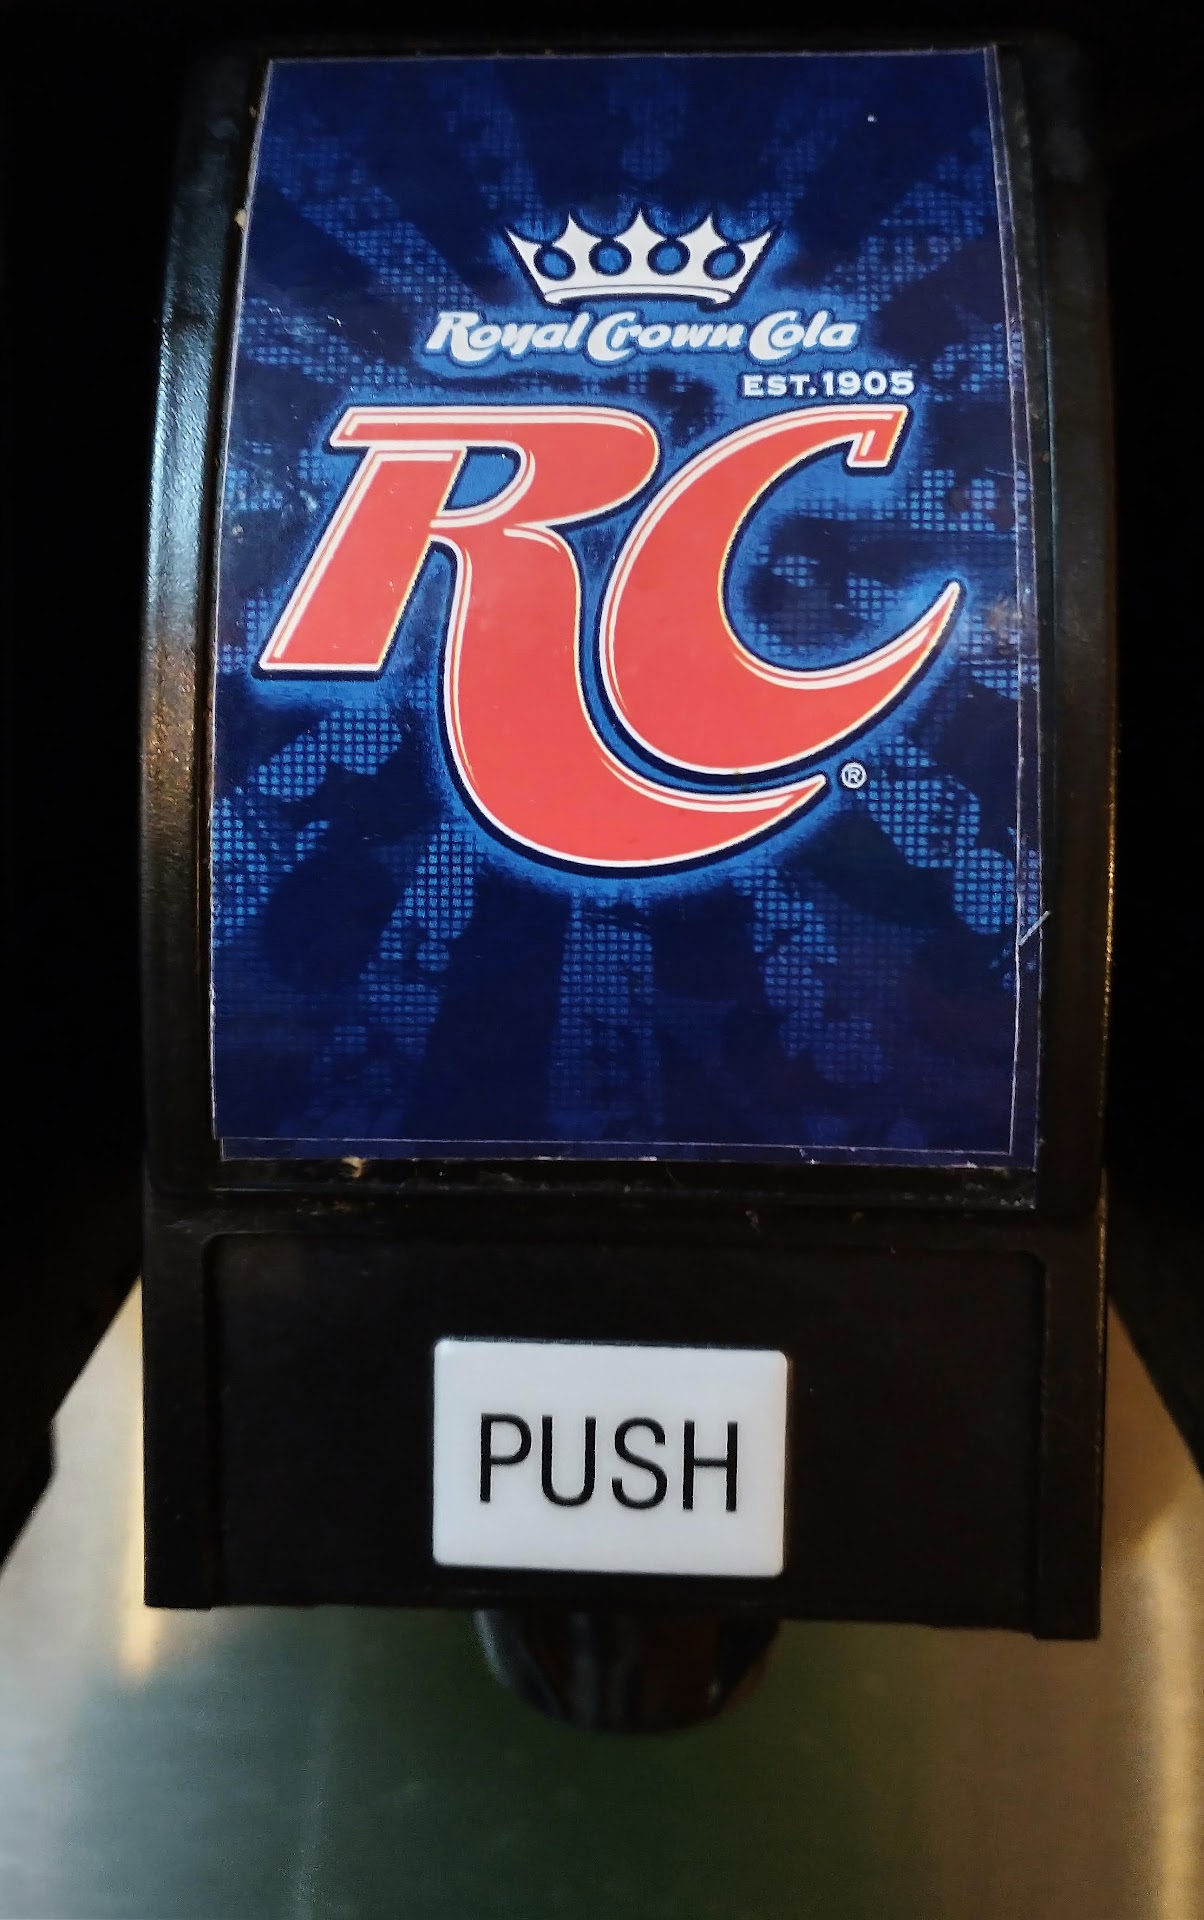 Royal Crown Cola
EST. 1905
RC
®
PUSH